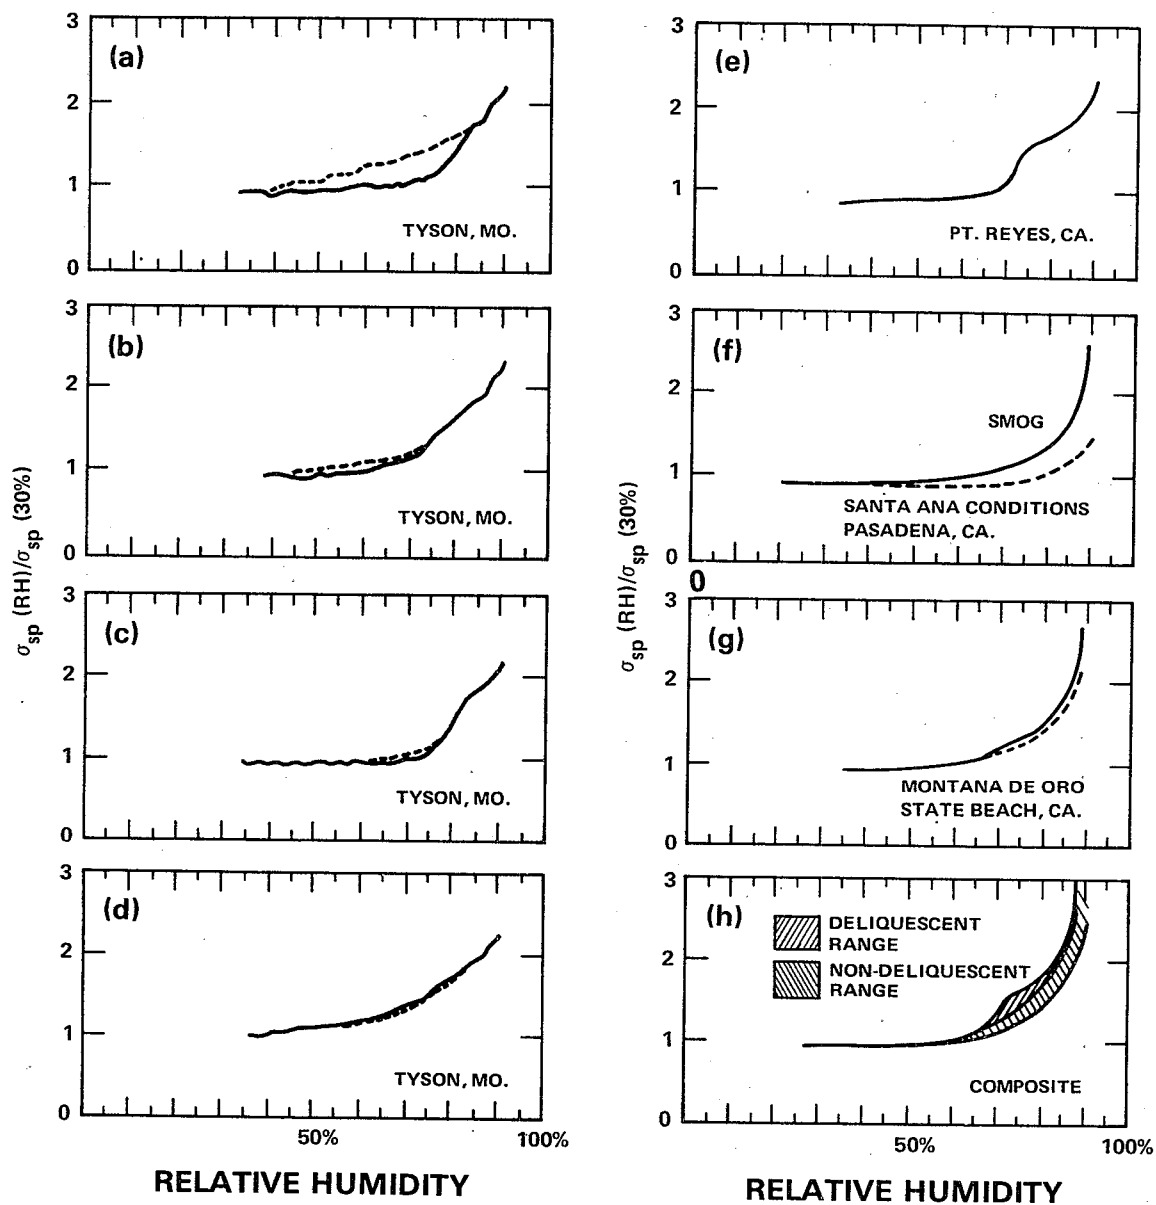 3
(a)
2
1
TYSON, MO.
0
3
(b)
2
1
TYSON, MO.
0
3
(c)
2
1
TYSON, MO.
0
3
(d)
2
1
TYSON, MO.
0
50%
100%
RELATIVE HUMIDITY
σsp (RH)/σsp (30%)
3
(e)
2
1
PT. REYES, CA.
0
3
(f)
2
SMOG
1
SANTA ANA CONDITIONS
PASADENA, CA.
0
0
3
(g)
2
1
MONTANA DE ORO
STATE BEACH, CA.
0
3
(h)
DELIQUESCENT
RANGE
2
NON-DELIQUESCENT
RANGE
1
COMPOSITE
0
50%
100%
RELATIVE HUMIDITY
σsp (RH)/σsp (30%)